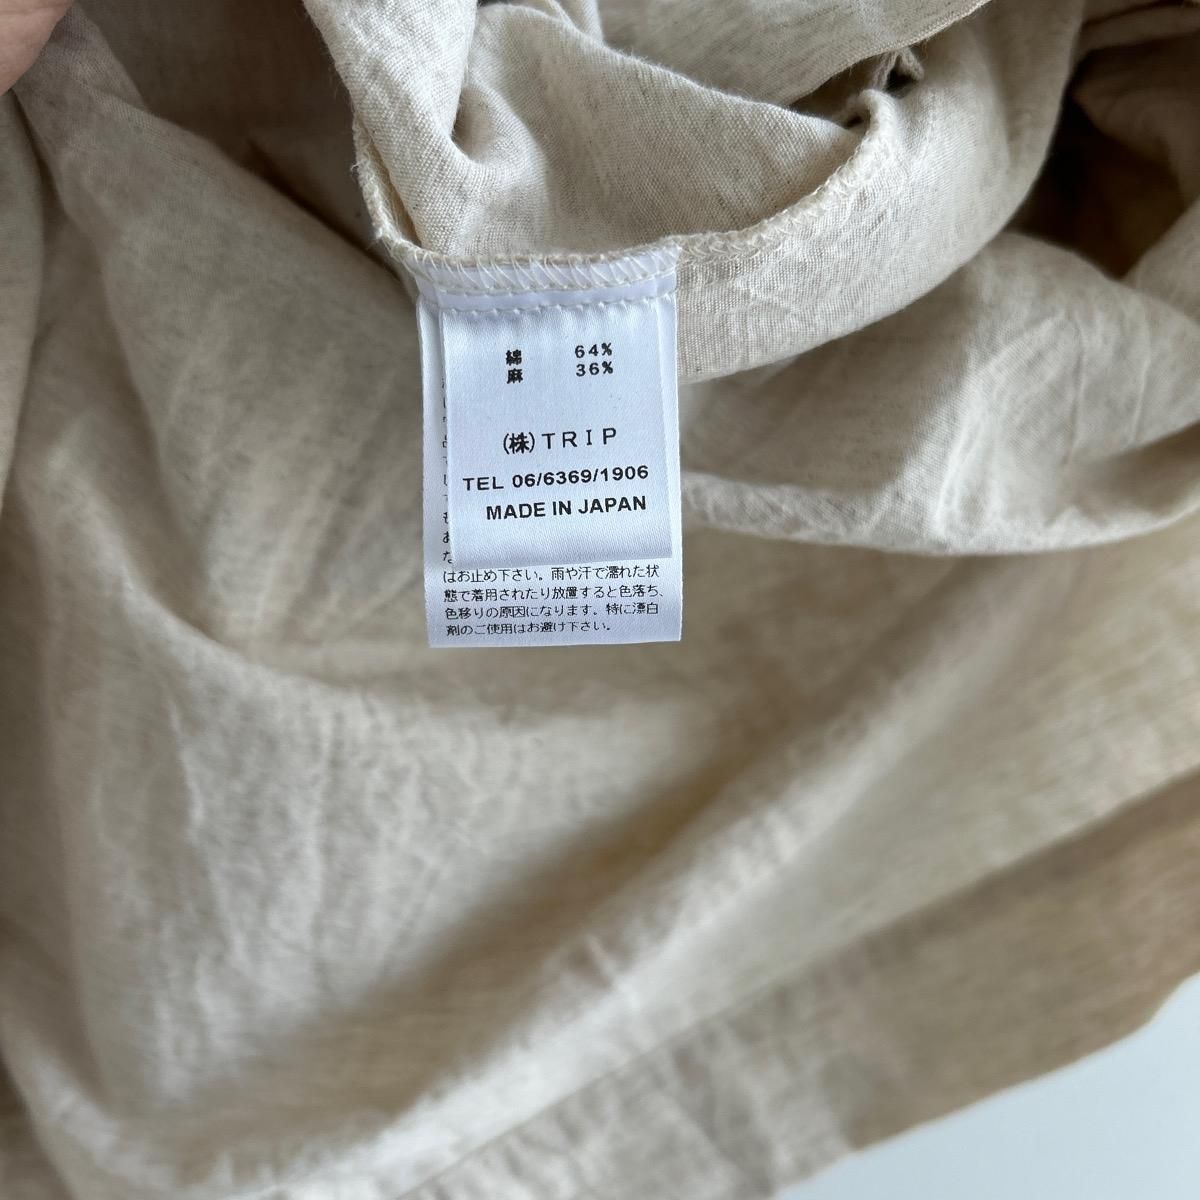 綿 64%
麻 36%
(株)TRIP
TEL 06/6369/1906
MADE IN JAPAN
はお止め下さい。雨や汗で濡れた状
態で着用されたり放置すると色落ち、
色移りの原因になります。特に漂白
剤のご使用はお避け下さい。